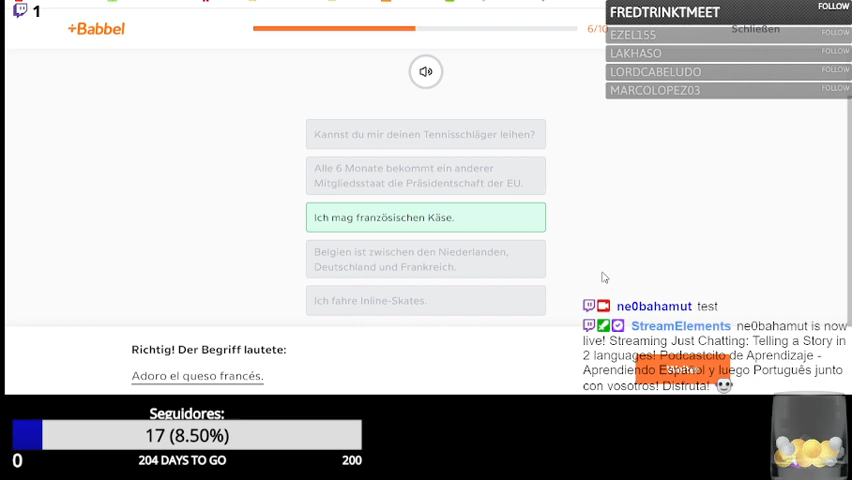 1
FREDTRINKTMEET FOLLOW
+Babbel
6/10
Schließen
EZEL155 FOLLOW
LAKHASO FOLLOW
LORDCABELUDO FOLLOW
MARCOLOPEZ03 FOLLOW
Kannst du mir deinen Tennisschläger leihen?
Alle 6 Monate bekommt ein anderer
Mitgliedsstaat die Präsidentschaft der EU.
Ich mag französischen Käse.
Belgien ist zwischen den Niederlanden,
Deutschland und Frankreich.
Ich fahre Inline-Skates.
Richtig! Der Begriff lautete:
Adoro el queso francés.
ne0bahamut test
StreamElements ne0bahamut is now
live! Streaming Just Chatting: Telling a Story in
2 languages! Podcastcito de Aprendizaje -
Aprendiendo Español y luego Português junto
con vosotros! Disfruta!
Seguidores:
17 (8.50%)
0
204 DAYS TO GO
200